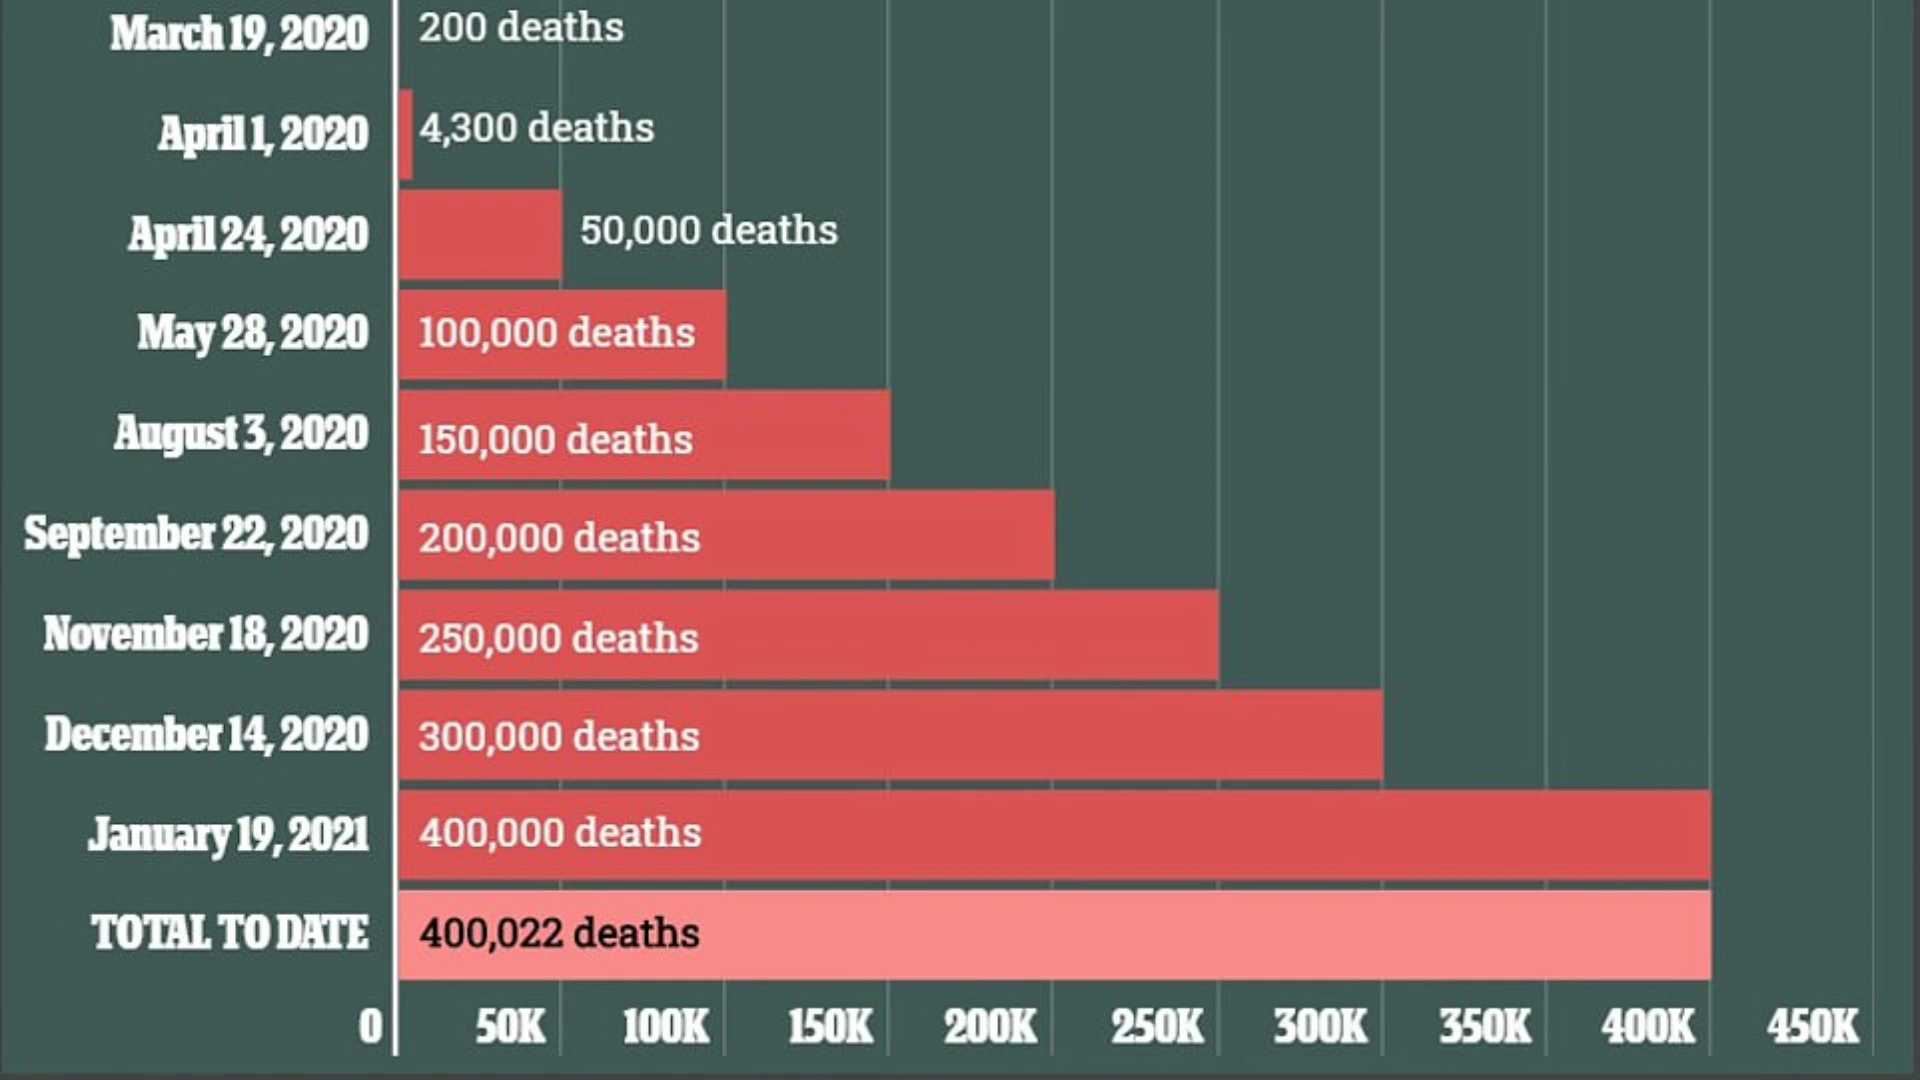 March 19, 2020 200 deaths
April 1, 2020 4,300 deaths
April 24, 2020 50,000 deaths
May 28, 2020 100,000 deaths
August 3, 2020 150,000 deaths
September 22, 2020 200,000 deaths
November 18, 2020 250,000 deaths
December 14, 2020 300,000 deaths
January 19, 2021 400,000 deaths
TOTAL TO DATE 400,022 deaths
0 50K 100K 150K 200K 250K 300K 350K 400K 450K